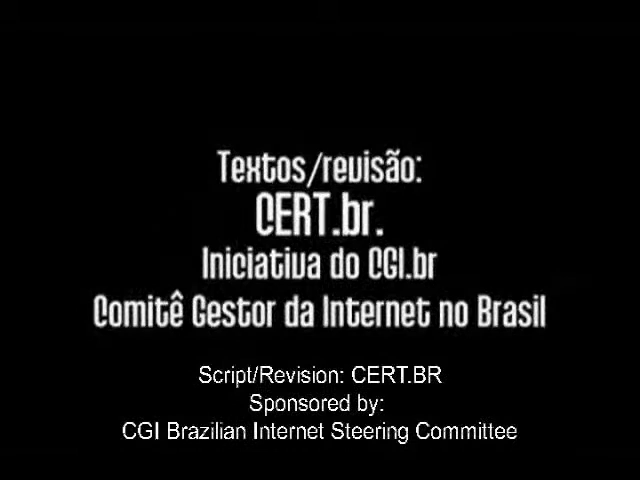 Textos/revisão:
CERT.br.
Iniciativa do CGI.br
Comitê Gestor da Internet no Brasil
Script/Revision: CERT.BR
Sponsored by:
CGI Brazilian Internet Steering Committee